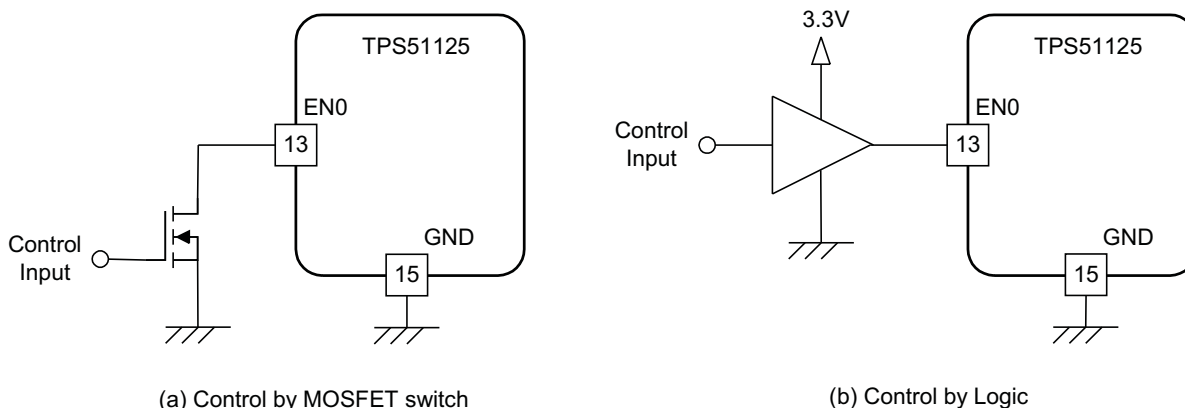 TPS51125
EN0
13
Control
Input
GND
15
(a) Control by MOSFET switch
3.3V
TPS51125
EN0
13
Control
Input
GND
15
(b) Control by Logic